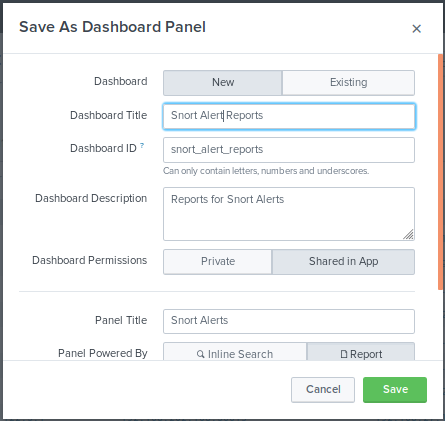 Save As Dashboard Panel ×
Dashboard New Existing
Dashboard Title Snort Alert Reports
Dashboard ID ? snort_alert_reports
Can only contain letters, numbers and underscores.
Dashboard Description Reports for Snort Alerts
Dashboard Permissions Private Shared in App
Panel Title Snort Alerts
Panel Powered By Inline Search Report
Cancel Save